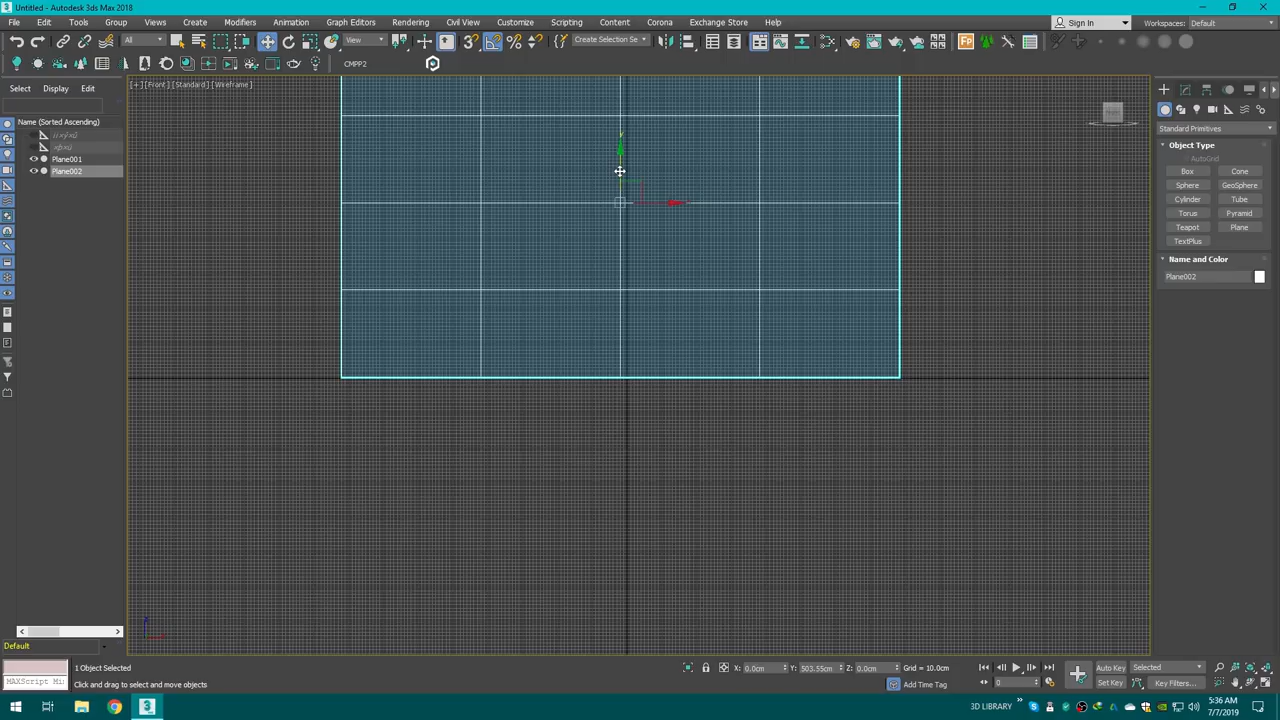 Untitled - Autodesk 3ds Max 2018
File Edit Tools Group Views Create Modifiers Animation Graph Editors Rendering Civil View Customize Scripting Content Corona Exchange Store Help
Sign In Workspaces: Default
All View Create Selection Se
CMPP2
[+] [Front] [Standard] [Wireframe]
Select Display Edit
Name (Sorted Ascending)
Plane001
Plane002
y
Standard Primitives
Object Type
AutoGrid
Box Cone
Sphere GeoSphere
Cylinder Tube
Torus Pyramid
Teapot Plane
TextPlus
Name and Color
Plane002
Default
1 Object Selected
X: 0.0cm Y: 503.55cm Z: 0.0cm Grid = 10.0cm
Auto Key Selected
MAXScript Mi
Click and drag to select and move objects
Add Time Tag
0
Set Key Key Filters...
3D LIBRARY
5:36 AM
7/7/2019